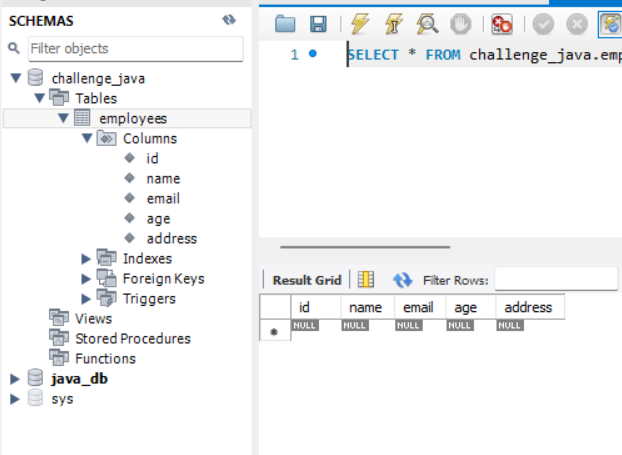 SCHEMAS
Filter objects
challenge_java
Tables
employees
Columns
id
name
email
age
address
Indexes
Foreign Keys
Triggers
Views
Stored Procedures
Functions
java_db
sys
1 SELECT * FROM challenge_java.emp
Result Grid Filter Rows:
id name email age address
NULL NULL NULL NULL NULL